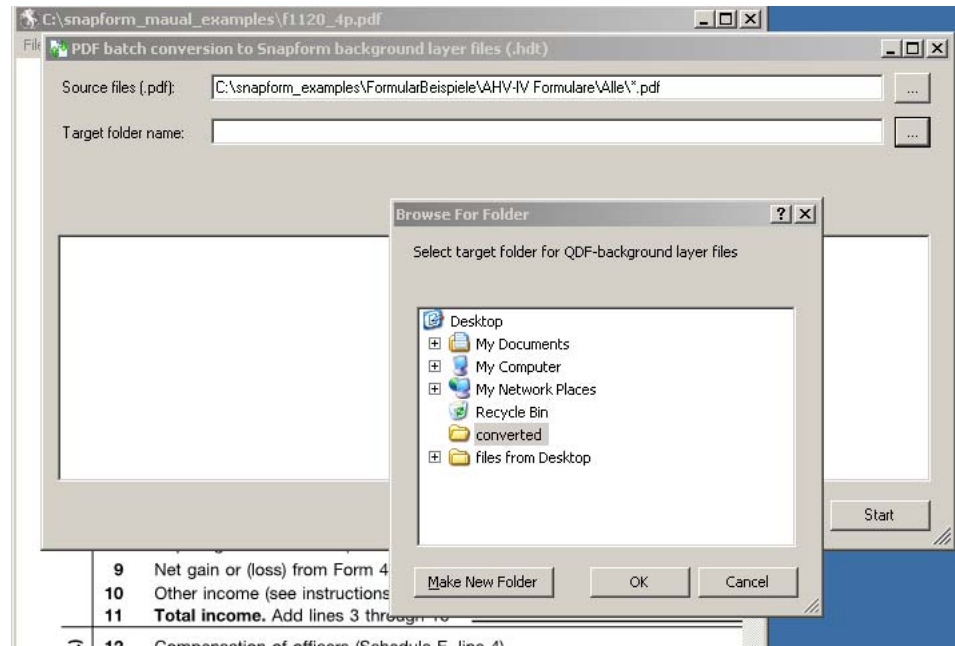 C:\snapform_maual_examples\f1120_4p.pdf
File
PDF batch conversion to Snapform background layer files (.hdt)
Source files (.pdf): C:\snapform_examples\FormularBeispiele\AHV-IV Formulare\Alle\*.pdf ...
Target folder name: ...
Browse For Folder
Select target folder for QDF-background layer files
Desktop
My Documents
My Computer
My Network Places
Recycle Bin
converted
files from Desktop
Make New Folder OK Cancel
Start
9 Net gain or (loss) from Form 4
10 Other income (see instructions
11 Total income. Add lines 3 through 10
12 Compensation of officers (Schedule E, line 4)